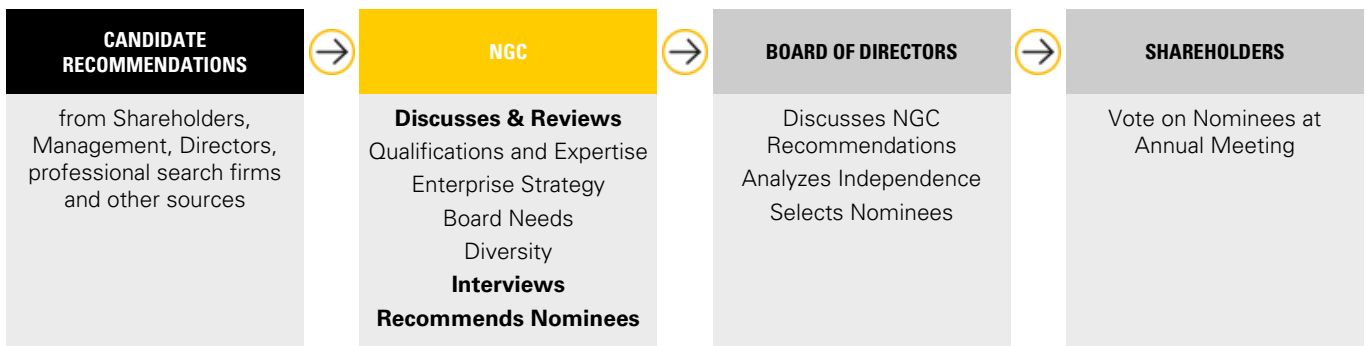 CANDIDATE
RECOMMENDATIONS
from Shareholders,
Management, Directors,
professional search firms
and other sources
NGC
Discusses & Reviews
Qualifications and Expertise
Enterprise Strategy
Board Needs
Diversity
Interviews
Recommends Nominees
BOARD OF DIRECTORS
Discusses NGC
Recommendations
Analyzes Independence
Selects Nominees
SHAREHOLDERS
Vote on Nominees at
Annual Meeting